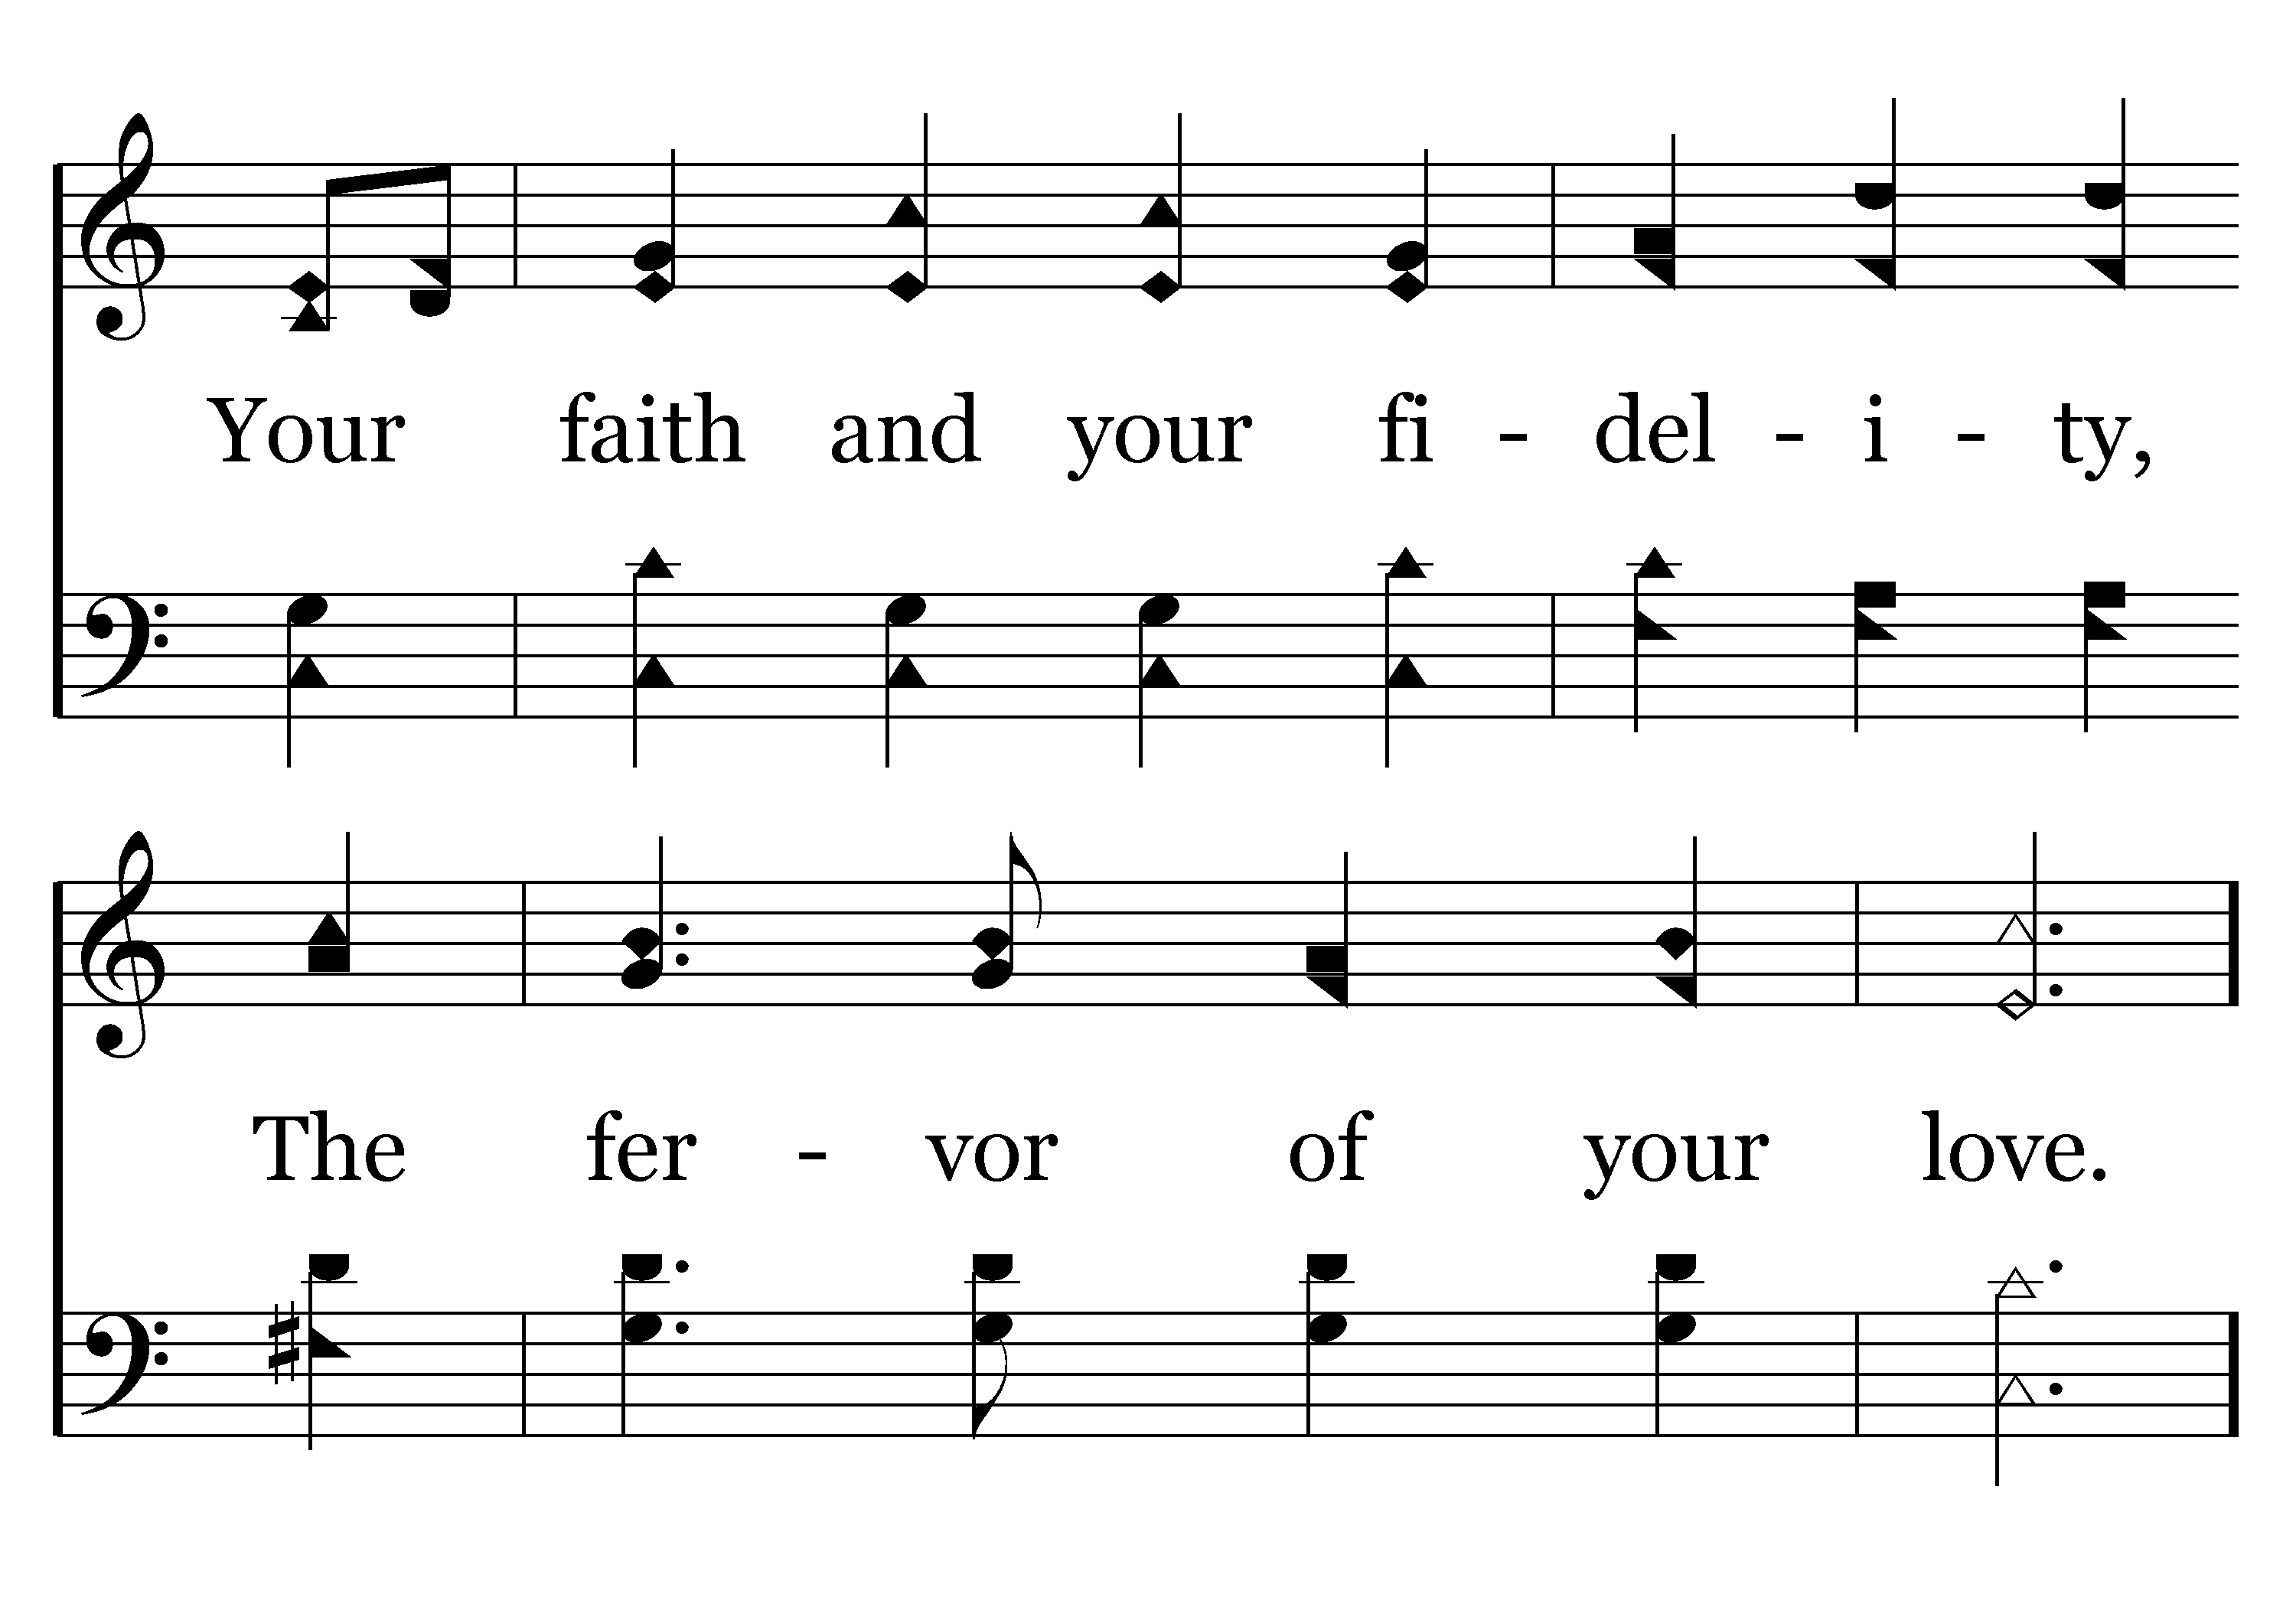 Your faith and your fi - del - i - ty,
The fer - vor of your love.